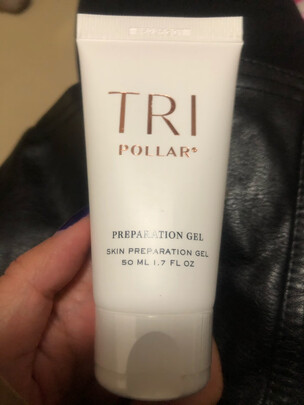 TRI
POLLAR®
PREPARATION GEL
SKIN PREPARATION GEL
50 ML 1.7 FL OZ